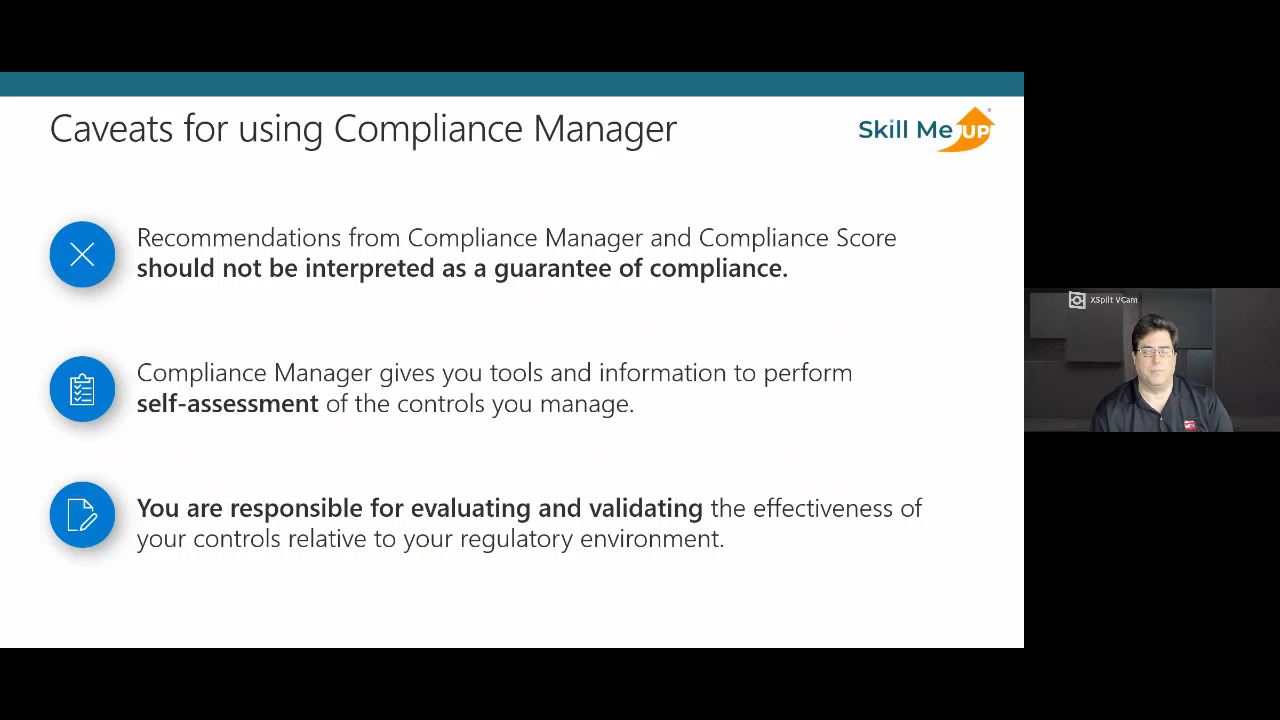 Caveats for using Compliance Manager
Skill Me UP
Recommendations from Compliance Manager and Compliance Score
should not be interpreted as a guarantee of compliance.
XSplit VCam
Compliance Manager gives you tools and information to perform
self-assessment of the controls you manage.
You are responsible for evaluating and validating the effectiveness of
your controls relative to your regulatory environment.